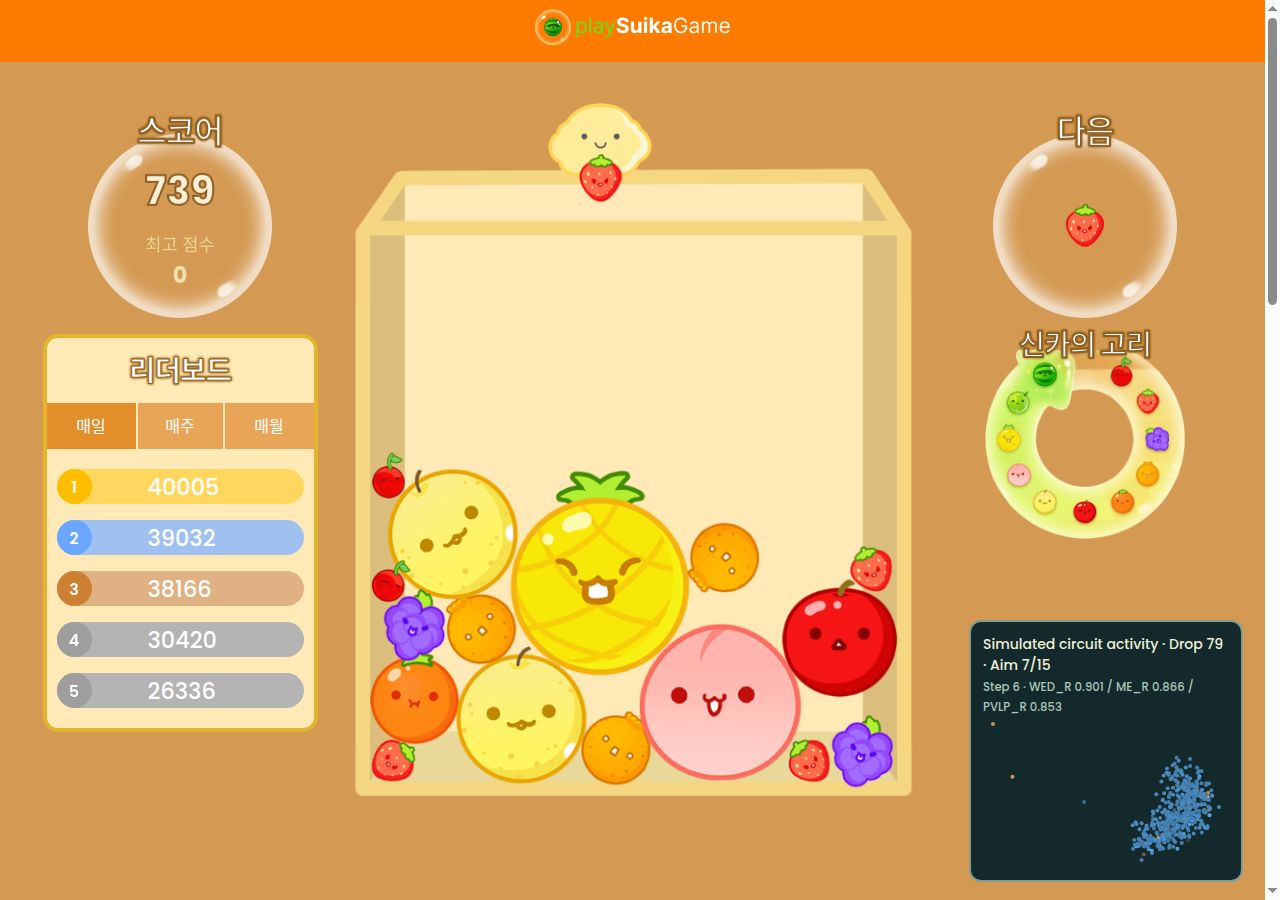 playSuikaGame
스코어
739
최고 점수
0
리더보드
매일 매주 매월
1 40005
2 39032
3 38166
4 30420
5 26336
다음
신카의 고리
Simulated circuit activity · Drop 79
· Aim 7/15
Step 6 · WED_R 0.901 / ME_R 0.866 /
PVLP_R 0.853